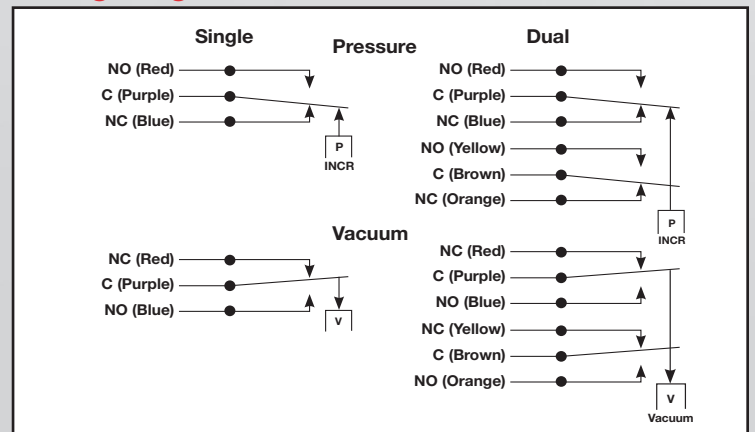 Single
Pressure
Dual
NO (Red)
C (Purple)
NC (Blue)
P
INCR
NO (Red)
C (Purple)
NC (Blue)
NO (Yellow)
C (Brown)
NC (Orange)
P
INCR
Vacuum
NC (Red)
C (Purple)
NO (Blue)
V
NC (Red)
C (Purple)
NO (Blue)
NC (Yellow)
C (Brown)
NO (Orange)
V
Vacuum